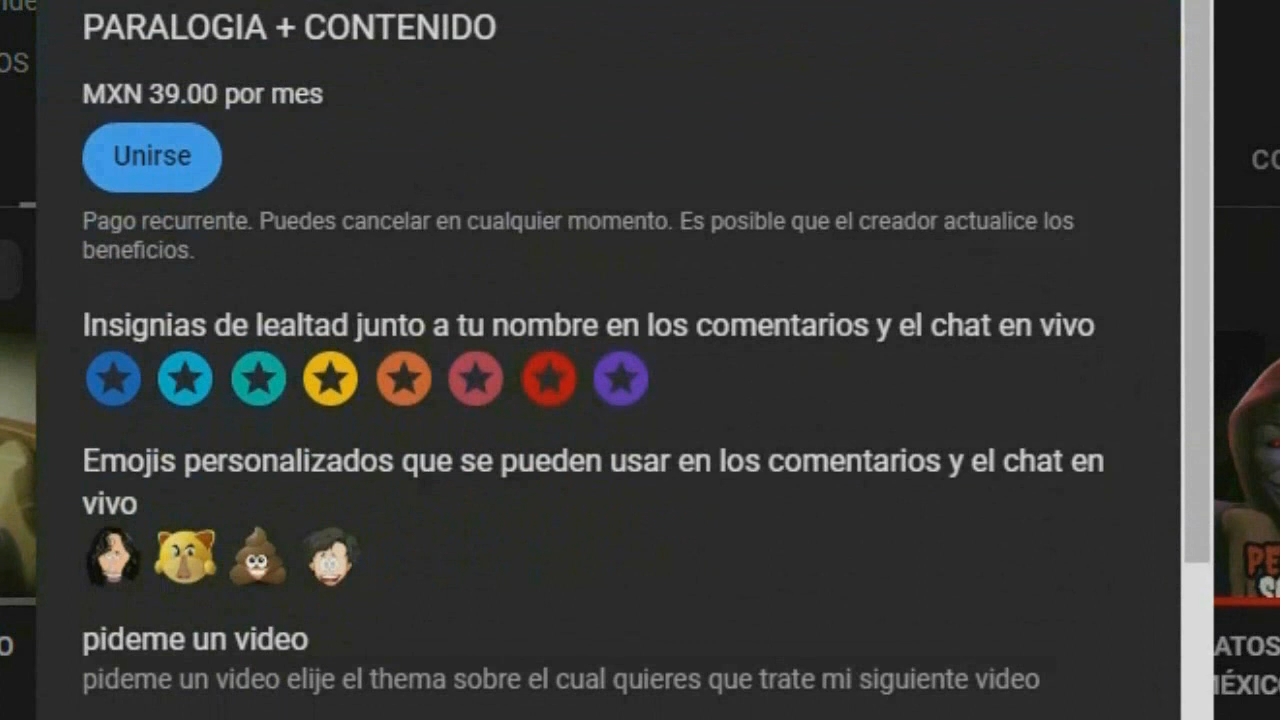 PARALOGIA + CONTENIDO
OS
MXN 39.00 por mes
Unirse
Pago recurrente. Puedes cancelar en cualquier momento. Es posible que el creador actualice los
beneficios.
Insignias de lealtad junto a tu nombre en los comentarios y el chat en vivo
Emojis personalizados que se pueden usar en los comentarios y el chat en
vivo
pideme un video
pideme un video elije el thema sobre el cual quieres que trate mi siguiente video